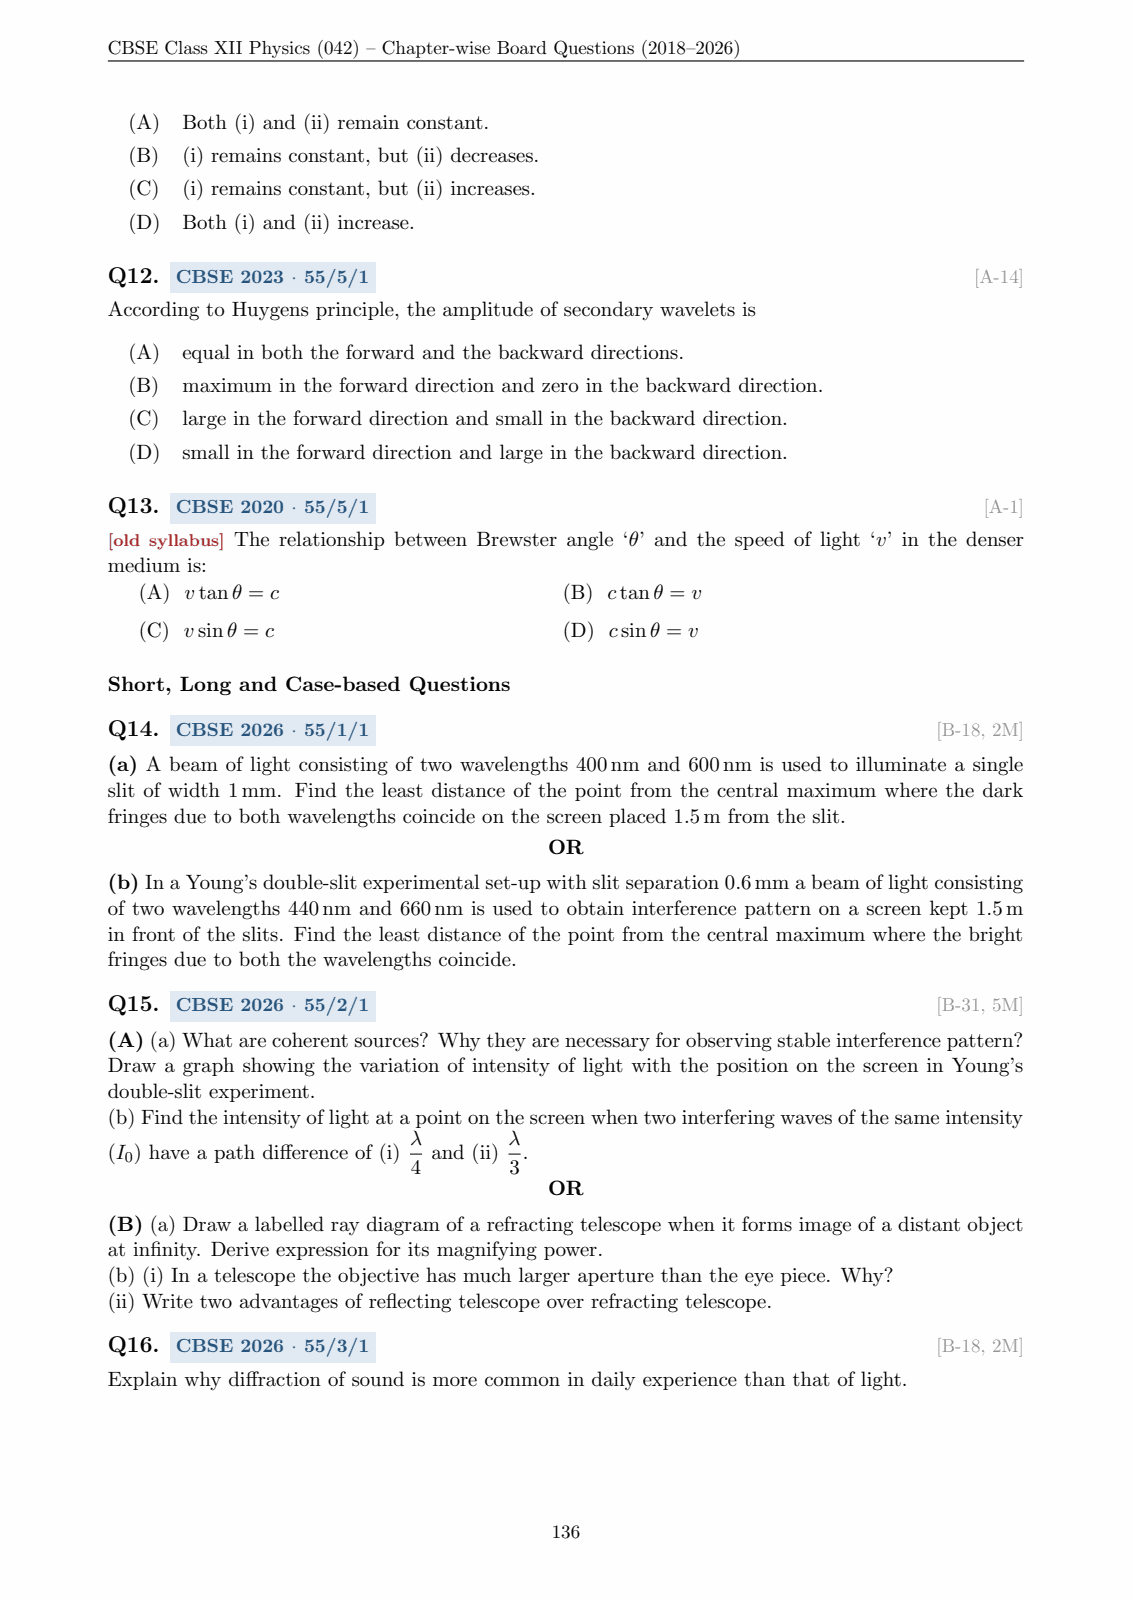 CBSE Class XII Physics (042) – Chapter-wise Board Questions (2018–2026)
(A) Both (i) and (ii) remain constant.
(B) (i) remains constant, but (ii) decreases.
(C) (i) remains constant, but (ii) increases.
(D) Both (i) and (ii) increase.
Q12. CBSE 2023 · 55/5/1 [A-14]
According to Huygens principle, the amplitude of secondary wavelets is
(A) equal in both the forward and the backward directions.
(B) maximum in the forward direction and zero in the backward direction.
(C) large in the forward direction and small in the backward direction.
(D) small in the forward direction and large in the backward direction.
Q13. CBSE 2020 · 55/5/1 [A-1]
[old syllabus] The relationship between Brewster angle ‘θ’ and the speed of light ‘v’ in the denser
medium is:
(A) v tan θ = c (B) c tan θ = v
(C) v sin θ = c (D) c sin θ = v
Short, Long and Case-based Questions
Q14. CBSE 2026 · 55/1/1 [B-18, 2M]
(a) A beam of light consisting of two wavelengths 400 nm and 600 nm is used to illuminate a single
slit of width 1 mm. Find the least distance of the point from the central maximum where the dark
fringes due to both wavelengths coincide on the screen placed 1.5 m from the slit.
OR
(b) In a Young’s double-slit experimental set-up with slit separation 0.6 mm a beam of light consisting
of two wavelengths 440 nm and 660 nm is used to obtain interference pattern on a screen kept 1.5 m
in front of the slits. Find the least distance of the point from the central maximum where the bright
fringes due to both the wavelengths coincide.
Q15. CBSE 2026 · 55/2/1 [B-31, 5M]
(A) (a) What are coherent sources? Why they are necessary for observing stable interference pattern?
Draw a graph showing the variation of intensity of light with the position on the screen in Young’s
double-slit experiment.
(b) Find the intensity of light at a point on the screen when two interfering waves of the same intensity
(I₀) have a path difference of (i) λ/4 and (ii) λ/3.
OR
(B) (a) Draw a labelled ray diagram of a refracting telescope when it forms image of a distant object
at infinity. Derive expression for its magnifying power.
(b) (i) In a telescope the objective has much larger aperture than the eye piece. Why?
(ii) Write two advantages of reflecting telescope over refracting telescope.
Q16. CBSE 2026 · 55/3/1 [B-18, 2M]
Explain why diffraction of sound is more common in daily experience than that of light.
136